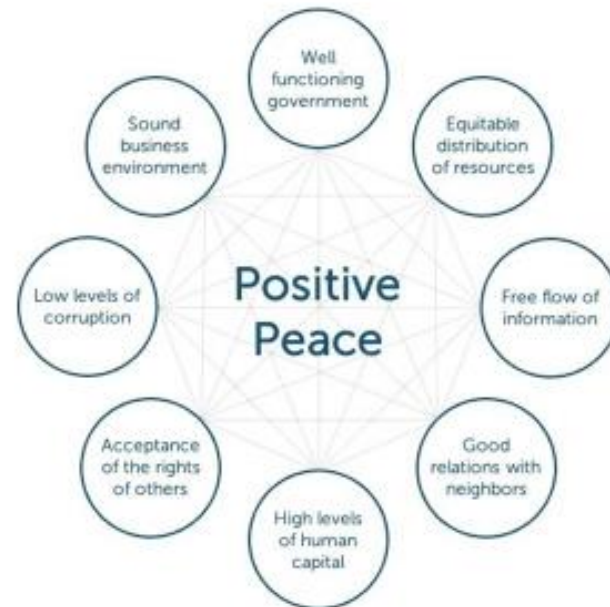 Well
functioning
government
Equitable
distribution
of resources
Free flow of
information
Good
relations with
neighbors
High levels
of human
capital
Acceptance
of the rights
of others
Low levels of
corruption
Sound
business
environment
Positive
Peace